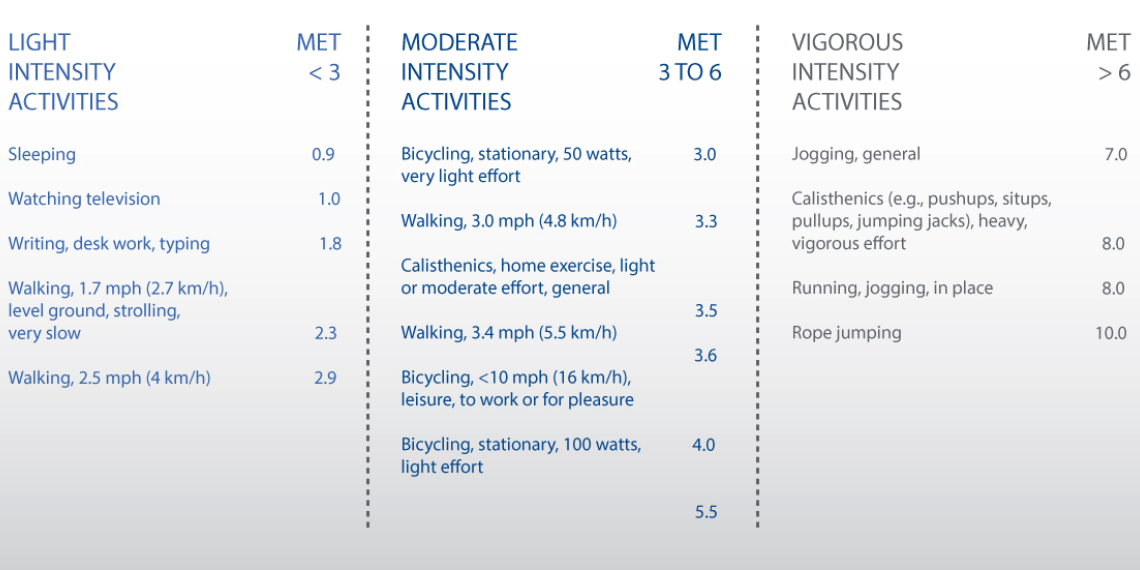 LIGHT MET
INTENSITY < 3
ACTIVITIES
Sleeping 0.9
Watching television 1.0
Writing, desk work, typing 1.8
Walking, 1.7 mph (2.7 km/h),
level ground, strolling,
very slow 2.3
Walking, 2.5 mph (4 km/h) 2.9
MODERATE MET
INTENSITY 3 TO 6
ACTIVITIES
Bicycling, stationary, 50 watts, 3.0
very light effort
Walking, 3.0 mph (4.8 km/h) 3.3
Calisthenics, home exercise, light
or moderate effort, general
3.5
Walking, 3.4 mph (5.5 km/h)
3.6
Bicycling, <10 mph (16 km/h),
leisure, to work or for pleasure
Bicycling, stationary, 100 watts, 4.0
light effort
5.5
VIGOROUS MET
INTENSITY > 6
ACTIVITIES
Jogging, general 7.0
Calisthenics (e.g., pushups, situps,
pullups, jumping jacks), heavy,
vigorous effort 8.0
Running, jogging, in place 8.0
Rope jumping 10.0